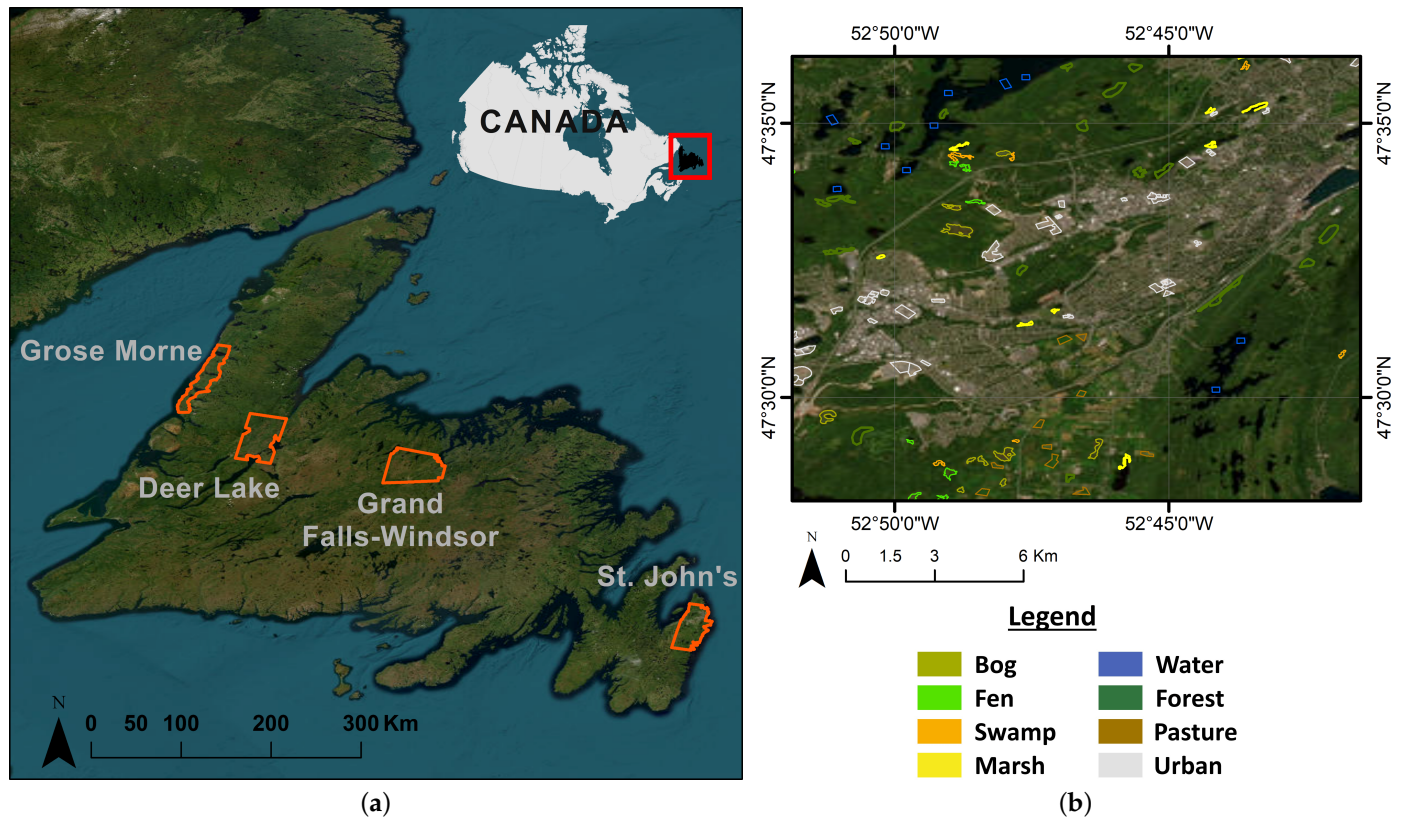 CANADA
Grose Morne
Deer Lake
Grand
Falls-Windsor
St. John's
N
0 50 100 200 300 Km
(a)
52°50'0"W 52°45'0"W
47°35'0"N 47°35'0"N
47°30'0"N 47°30'0"N
52°50'0"W 52°45'0"W
N
0 1.5 3 6 Km
Legend
Bog Water
Fen Forest
Swamp Pasture
Marsh Urban
(b)